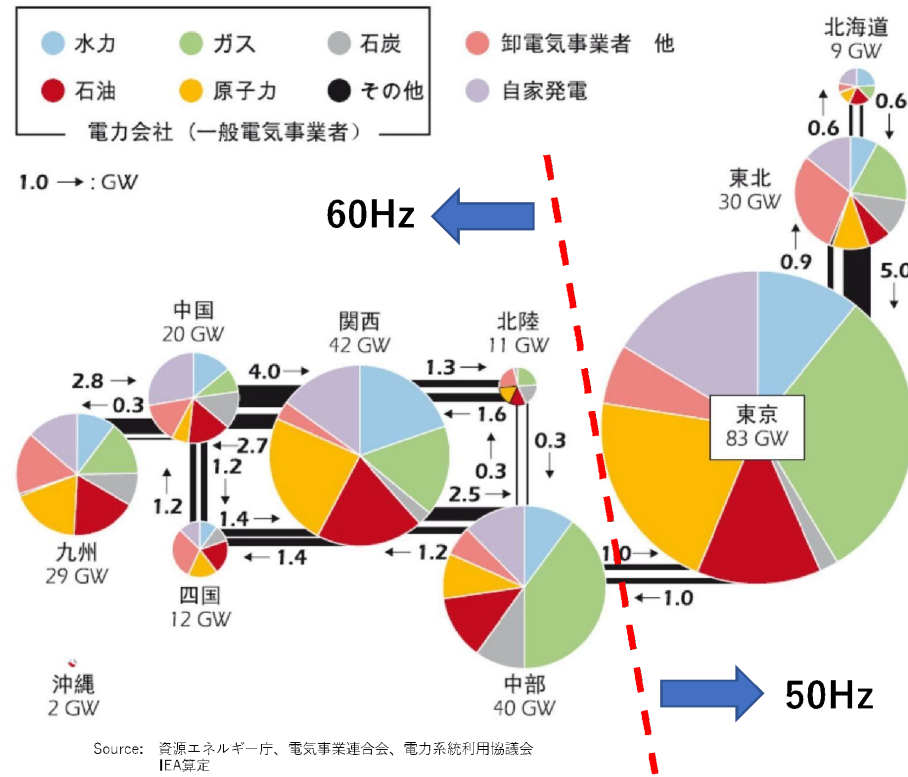 水力
ガス
石炭
卸電気事業者 他
石油
原子力
その他
自家発電
電力会社（一般電気事業者）
1.0 → : GW
60Hz
北海道
9 GW
0.6
0.6
東北
30 GW
0.9
5.0
中国
20 GW
関西
42 GW
北陸
11 GW
2.8 →
← 0.3
4.0 →
1.3 →
← 1.6
← 2.7
1.2
1.2
0.3
0.3
2.5 →
1.4 →
← 1.4
← 1.2
東京
83 GW
九州
29 GW
四国
12 GW
1.0 →
← 1.0
沖縄
2 GW
中部
40 GW
50Hz
Source: 資源エネルギー庁、電気事業連合会、電力系統利用協議会
IEA算定